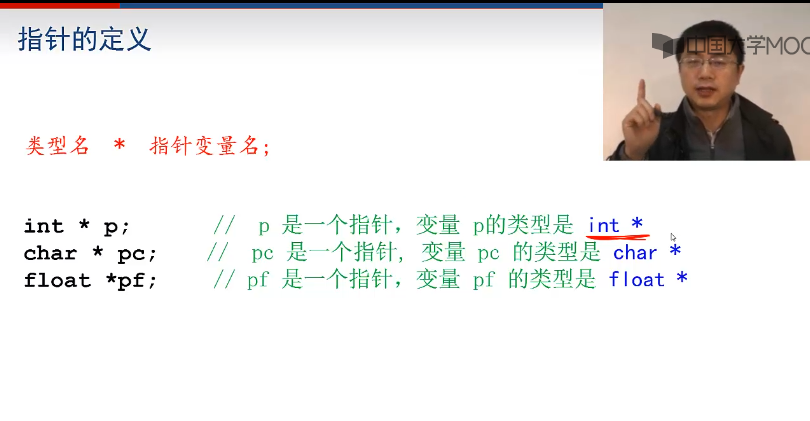 指针的定义
中国大学MOO
类型名 * 指针变量名;
int * p; // p 是一个指针，变量 p的类型是 int *
char * pc; // pc 是一个指针, 变量 pc 的类型是 char *
float *pf; // pf 是一个指针，变量 pf 的类型是 float *